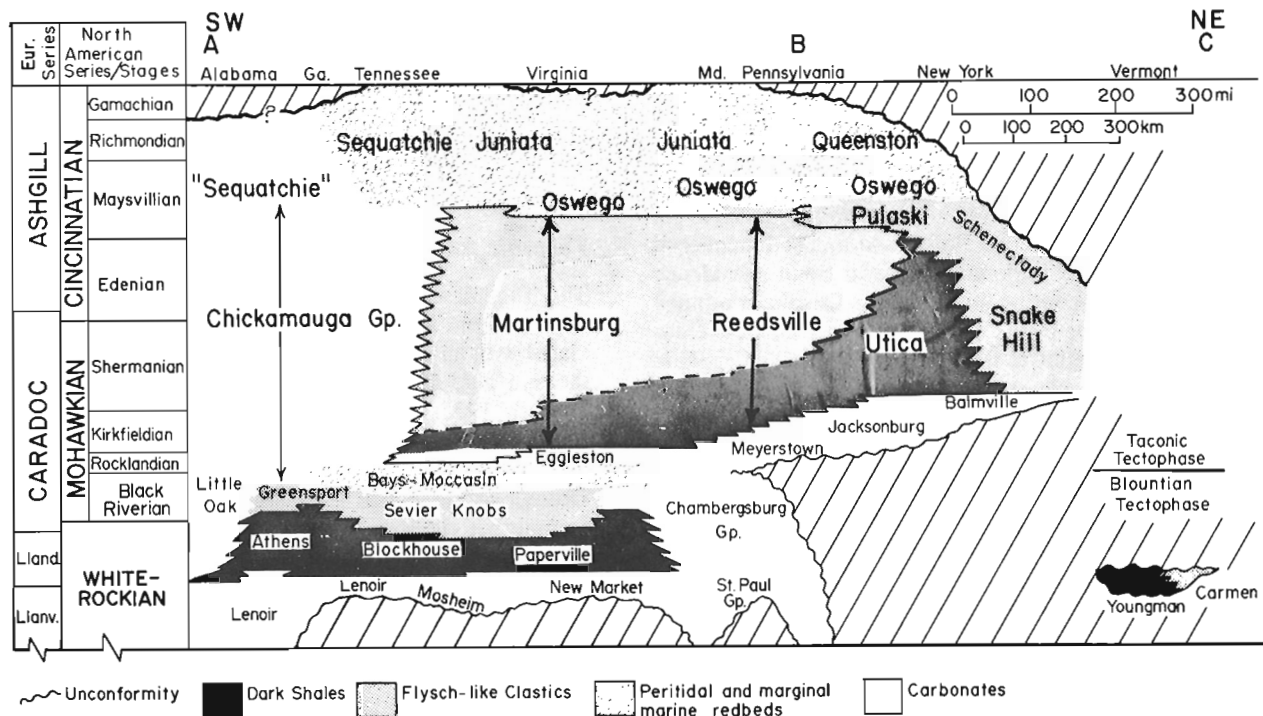 SW
A
B
NE
C
Eur. Series
North American Series/Stages
Alabama Ga. Tennessee Virginia Md. Pennsylvania New York Vermont
0 100 200 300 mi
0 100 200 300 km
ASHGILL
CARADOC
Lland.
Llanv.
CINCINNATIAN
MOHAWKIAN
WHITE-
ROCKIAN
Gamachian
Richmondian
Maysvillian
Edenian
Shermanian
Kirkfieldian
Rocklandian
Black
Riverian
?
?
Sequatchie Juniata Juniata Queenston
"Sequatchie"
Oswego
Oswego
Oswego
Pulaski
Schenectady
Chickamauga Gp.
Martinsburg
Reedsville
Utica
Snake
Hill
Balmville
Jacksonburg
Meyerstown
Eggleston
Bays-Moccasin
Little
Oak
Greensport
Sevier Knobs
Chambergsburg
Gp.
Athens
Blockhouse
Paperville
Lenoir
Lenoir
Mosheim
New Market
St. Paul
Gp.
Taconic
Tectophase
Blountian
Tectophase
Youngman
Carmen
Unconformity
Dark Shales
Flysch-like Clastics
Peritidal and marginal
marine redbeds
Carbonates